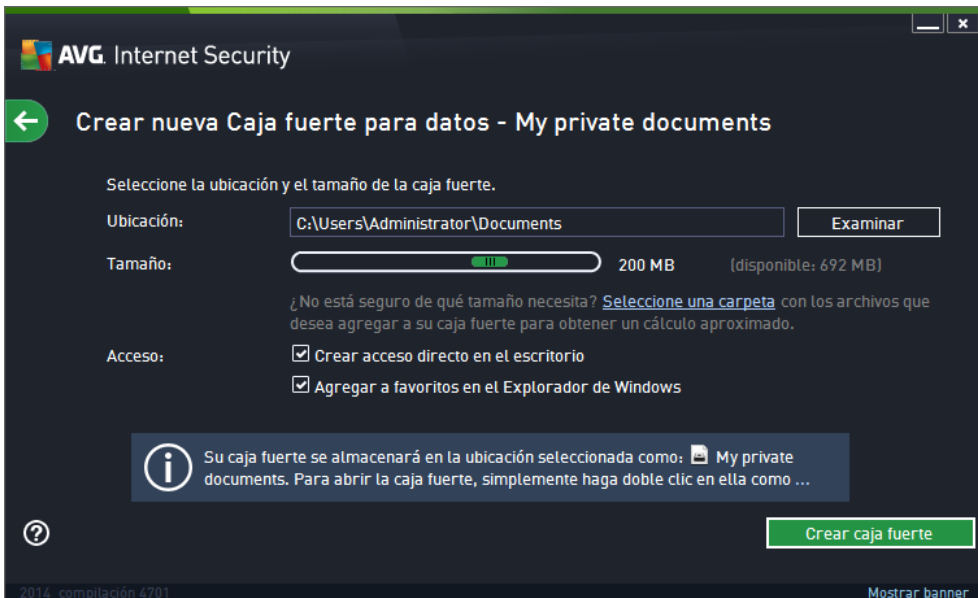 AVG. Internet Security
Crear nueva Caja fuerte para datos - My private documents
Seleccione la ubicación y el tamaño de la caja fuerte.
Ubicación:
C:\Users\Administrator\Documents
Examinar
Tamaño:
200 MB
(disponible: 692 MB)
¿No está seguro de qué tamaño necesita? Seleccione una carpeta con los archivos que
desea agregar a su caja fuerte para obtener un cálculo aproximado.
Acceso:
Crear acceso directo en el escritorio
Agregar a favoritos en el Explorador de Windows
Su caja fuerte se almacenará en la ubicación seleccionada como: My private
documents. Para abrir la caja fuerte, simplemente haga doble clic en ella como ...
Crear caja fuerte
2014 compilación 4701
Mostrar banner